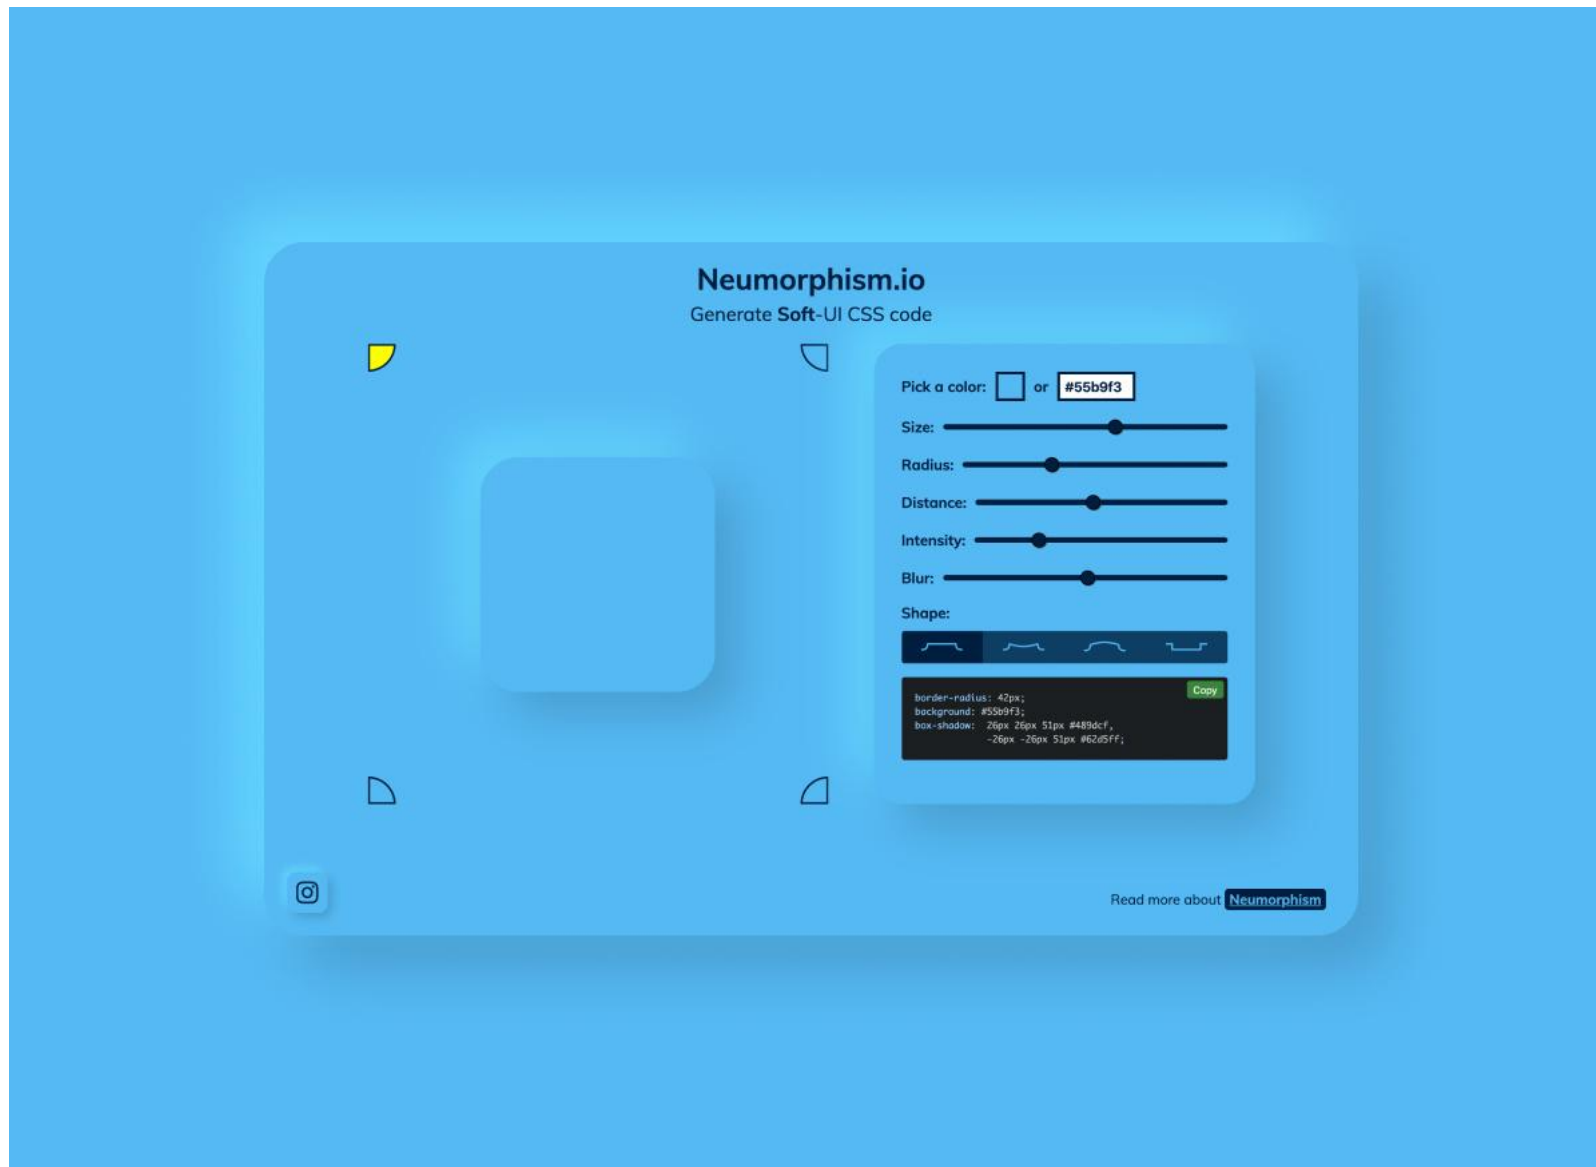 Neumorphism.io
Generate Soft-UI CSS code
Pick a color: or #55b9f3
Size:
Radius:
Distance:
Intensity:
Blur:
Shape:
Copy
border-radius: 42px;
background: #55b9f3;
box-shadow: 26px 26px 51px #489dcf,
-26px -26px 51px #62d5ff;
Read more about Neumorphism